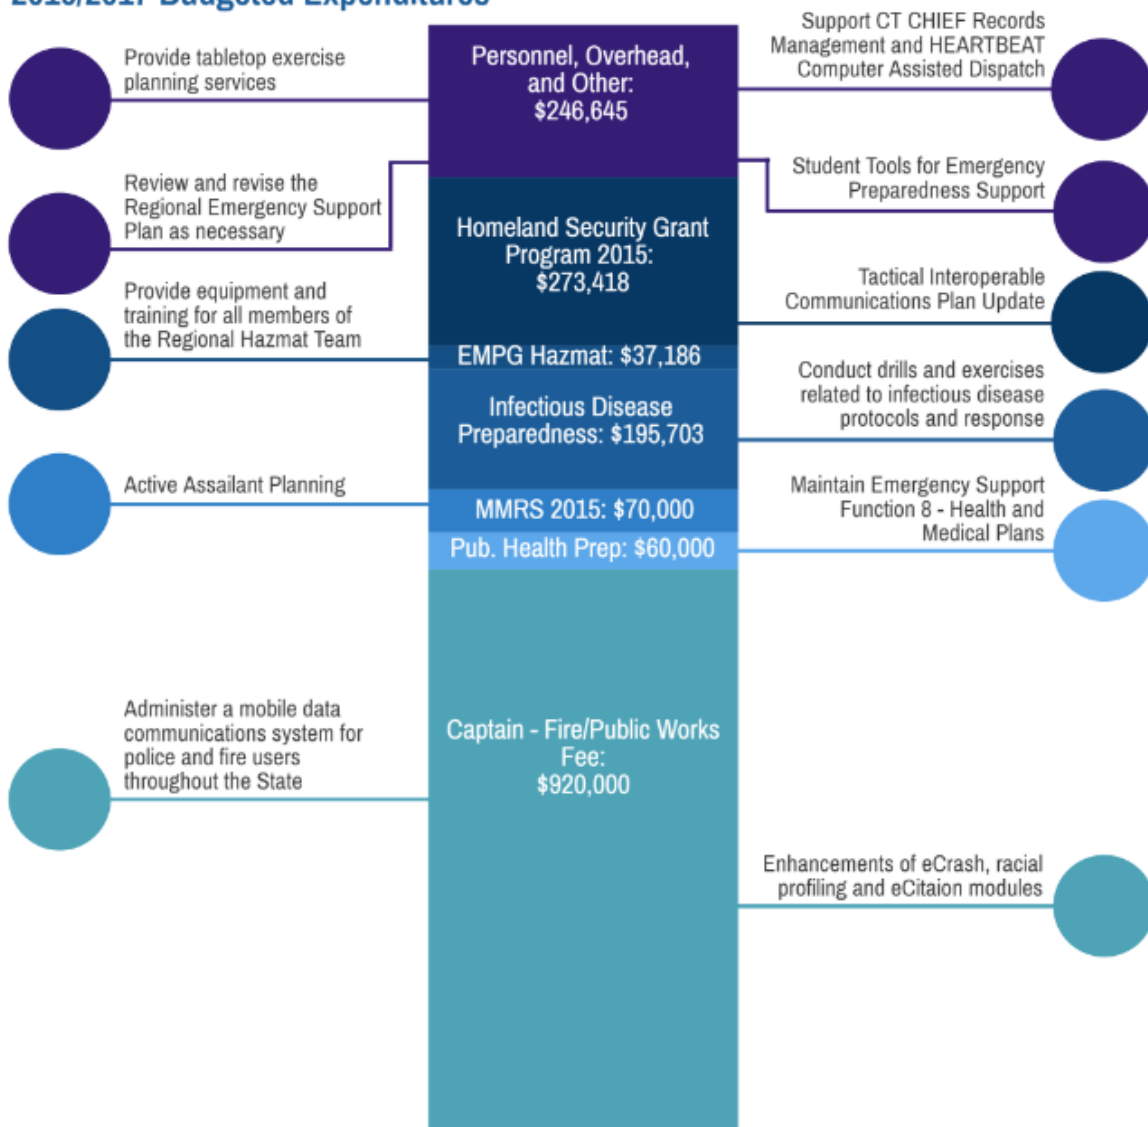 2016/2017 Budgeted Expenditures
Provide tabletop exercise
planning services
Review and revise the
Regional Emergency Support
Plan as necessary
Provide equipment and
training for all members of
the Regional Hazmat Team
Active Assailant Planning
Administer a mobile data
communications system for
police and fire users
throughout the State
Personnel, Overhead,
and Other:
$246,645
Homeland Security Grant
Program 2015:
$273,418
EMPG Hazmat: $37,186
Infectious Disease
Preparedness: $195,703
MMRS 2015: $70,000
Pub. Health Prep: $60,000
Captain - Fire/Public Works
Fee:
$920,000
Support CT CHIEF Records
Management and HEARTBEAT
Computer Assisted Dispatch
Student Tools for Emergency
Preparedness Support
Tactical Interoperable
Communications Plan Update
Conduct drills and exercises
related to infectious disease
protocols and response
Maintain Emergency Support
Function 8 - Health and
Medical Plans
Enhancements of eCrash, racial
profiling and eCitaion modules